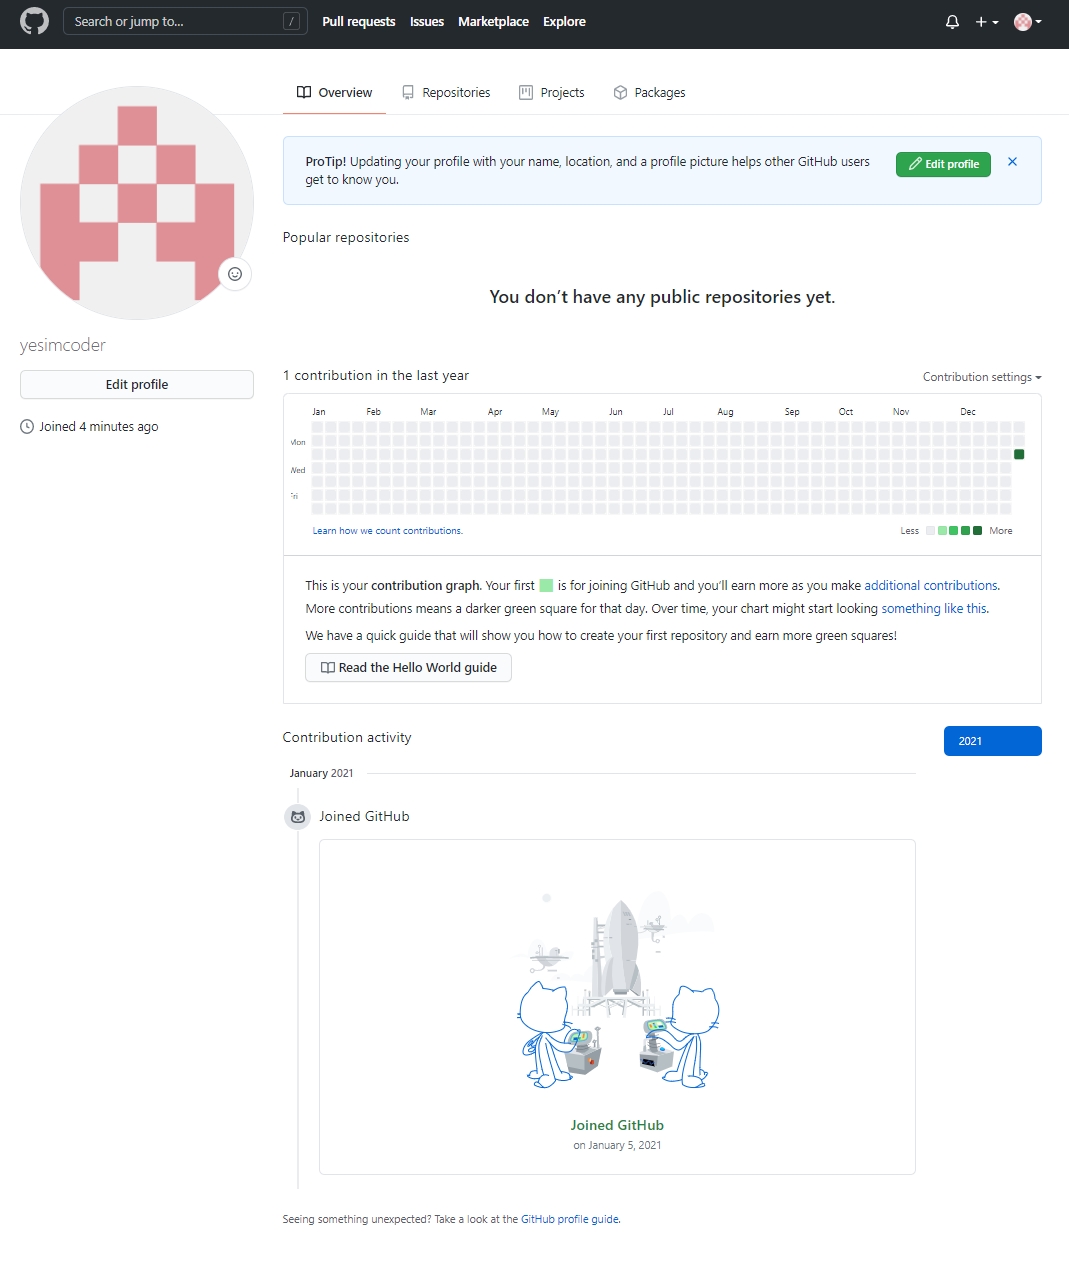 Search or jump to... /
Pull requests Issues Marketplace Explore
Overview Repositories Projects Packages
ProTip! Updating your profile with your name, location, and a profile picture helps other GitHub users
get to know you.
Edit profile
Popular repositories
You don’t have any public repositories yet.
yesimcoder
Edit profile
Joined 4 minutes ago
1 contribution in the last year
Contribution settings
Jan Feb Mar Apr May Jun Jul Aug Sep Oct Nov Dec
Mon
Wed
Fri
Learn how we count contributions.
Less More
This is your contribution graph. Your first is for joining GitHub and you’ll earn more as you make additional contributions.
More contributions means a darker green square for that day. Over time, your chart might start looking something like this.
We have a quick guide that will show you how to create your first repository and earn more green squares!
Read the Hello World guide
Contribution activity
2021
January 2021
Joined GitHub
Joined GitHub
on January 5, 2021
Seeing something unexpected? Take a look at the GitHub profile guide.